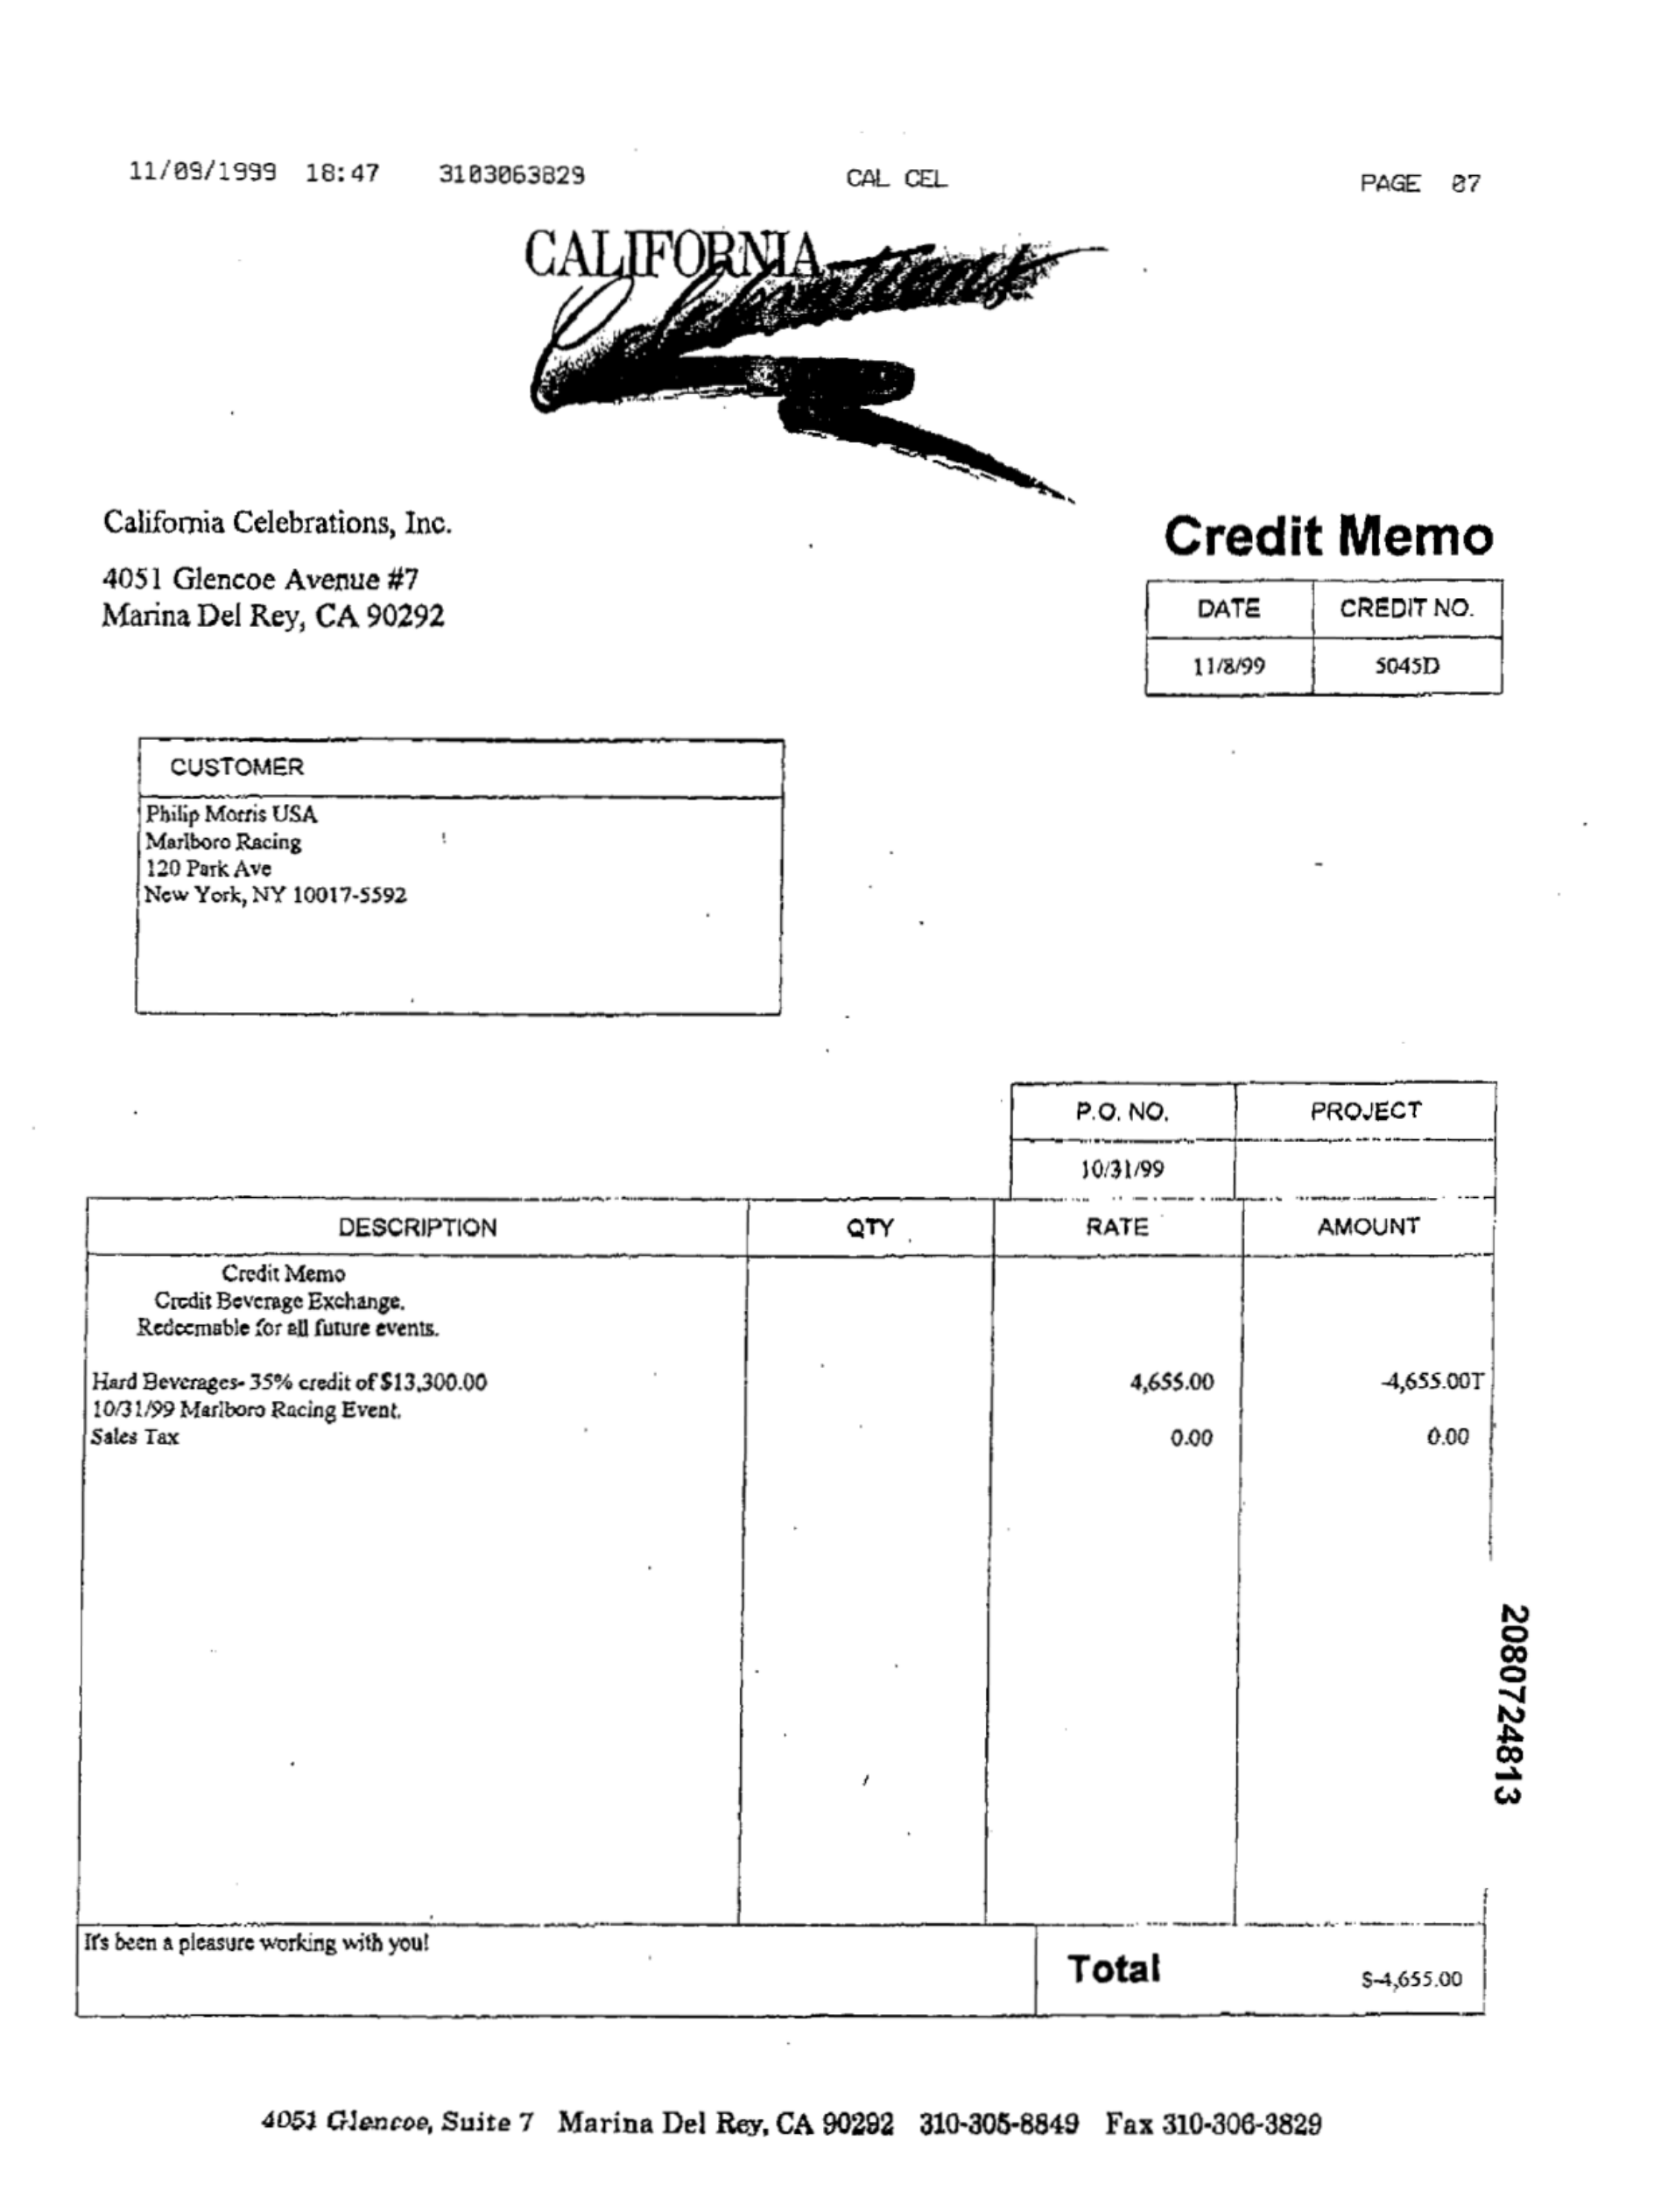 11/09/1999 18:47 3103063829 CAL CEL PAGE 07
CALIFORNIA
Celebrations
California Celebrations, Inc.
4051 Glencoe Avenue #7
Marina Del Rey, CA 90292
Credit Memo
DATE CREDIT NO.
11/8/99 5045D
CUSTOMER
Philip Morris USA
Marlboro Racing
120 Park Ave
New York, NY 10017-5592
P.O. NO. PROJECT
10/31/99
DESCRIPTION QTY RATE AMOUNT
Credit Memo
Credit Beverage Exchange.
Redeemable for all future events.
Hard Beverages- 35% credit of $13,300.00 4,655.00 -4,655.00T
10/31/99 Marlboro Racing Event.
Sales Tax 0.00 0.00
2080724813
It's been a pleasure working with you!
Total $-4,655.00
4051 Glencoe, Suite 7 Marina Del Rey, CA 90292 310-305-8849 Fax 310-306-3829